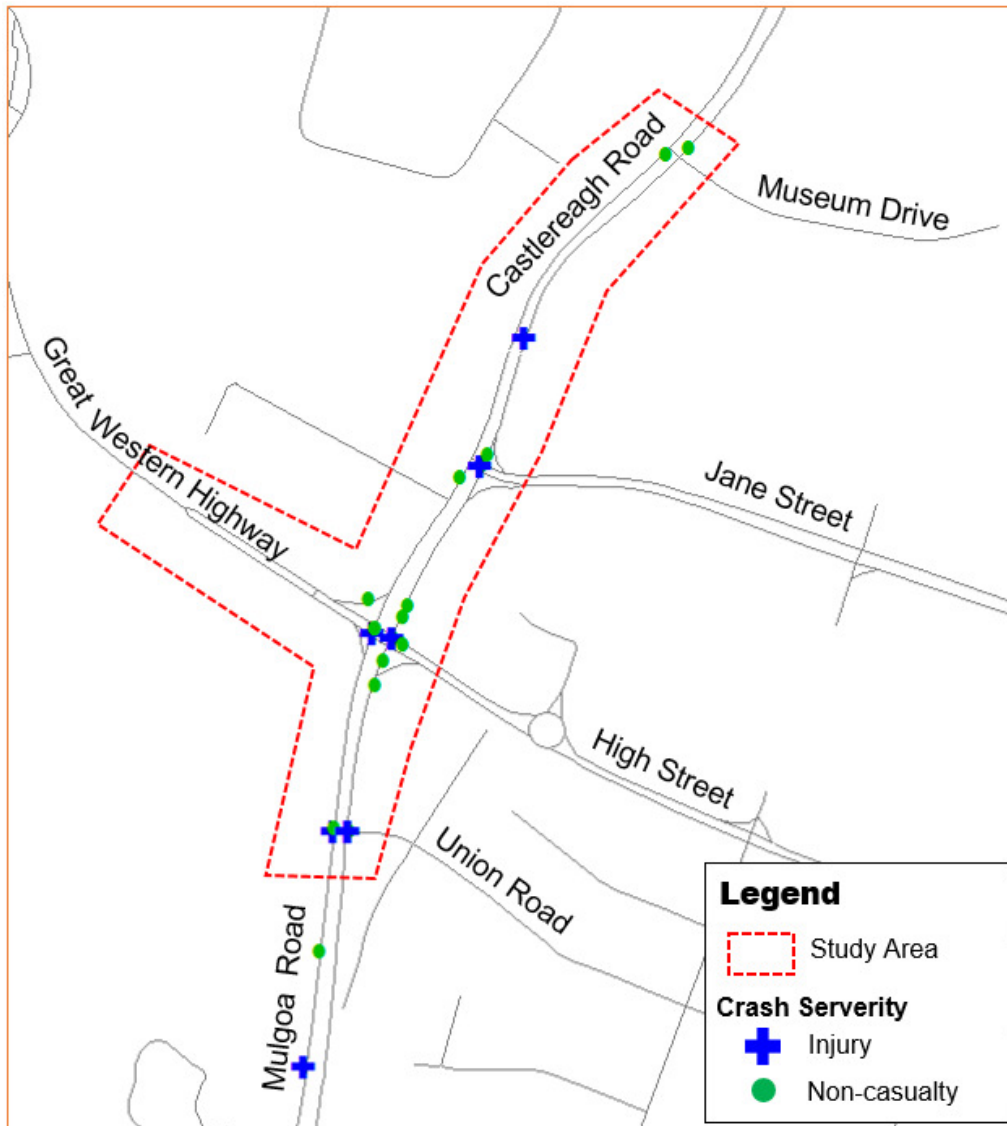 Castlereagh Road
Museum Drive
Great Western Highway
Jane Street
High Street
Union Road
Mulgoa Road
Legend
Study Area
Crash Serverity
Injury
Non-casualty